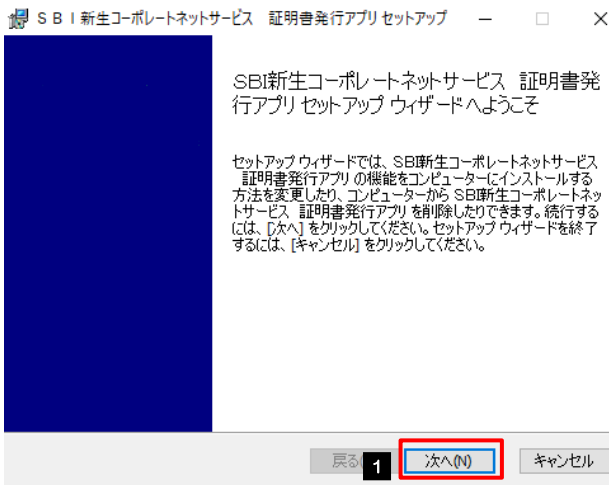 ＳＢＩ新生コーポレートネットサービス　証明書発行アプリ セットアップ
SBI新生コーポレートネットサービス　証明書発
行アプリ セットアップ ウィザードへようこそ
セットアップ ウィザードでは、SBI新生コーポレートネットサービス
証明書発行アプリ の機能をコンピューターにインストールする
方法を変更したり、コンピューターから SBI新生コーポレートネッ
トサービス　証明書発行アプリ を削除したりできます。続行する
には、[次へ] をクリックしてください。セットアップ ウィザードを終了
するには、[キャンセル] をクリックしてください。
戻る 1 次へ(N) キャンセル